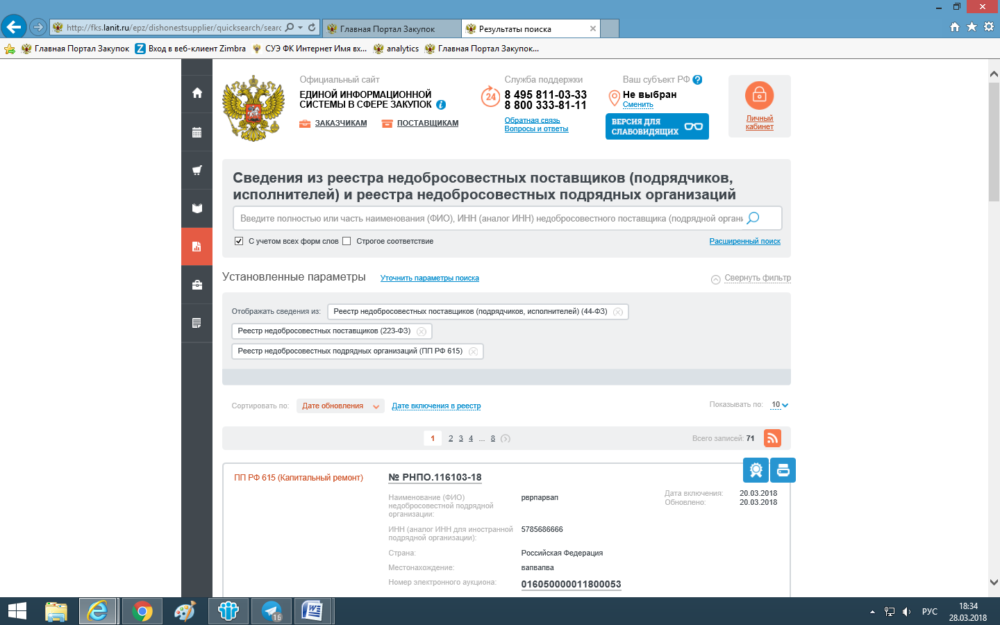 http://fks.lanit.ru/epz/dishonestsupplier/quicksearch/searc
Главная Портал Закупок
Результаты поиска
Главная Портал Закупок
Вход в веб-клиент Zimbra
СУЭ ФК Интернет Имя вх...
analytics
Главная Портал Закупок...
Официальный сайт
ЕДИНОЙ ИНФОРМАЦИОННОЙ
СИСТЕМЫ В СФЕРЕ ЗАКУПОК
ЗАКАЗЧИКАМ
ПОСТАВЩИКАМ
24
Служба поддержки
8 495 811-03-33
8 800 333-81-11
Обратная связь
Вопросы и ответы
Ваш субъект РФ
Не выбран
Сменить
ВЕРСИЯ ДЛЯ
СЛАБОВИДЯЩИХ
Личный
кабинет
Сведения из реестра недобросовестных поставщиков (подрядчиков,
исполнителей) и реестра недобросовестных подрядных организаций
Введите полностью или часть наименования (ФИО), ИНН (аналог ИНН) недобросовестного поставщика (подрядной органи
С учетом всех форм слов
Строгое соответствие
Расширенный поиск
Установленные параметры
Уточнить параметры поиска
Свернуть фильтр
Отображать сведения из:
Реестр недобросовестных поставщиков (подрядчиков, исполнителей) (44-ФЗ)
Реестр недобросовестных поставщиков (223-ФЗ)
Реестр недобросовестных подрядных организаций (ПП РФ 615)
Сортировать по:
Дате обновления
Дате включения в реестр
Показывать по: 10
1 2 3 4 ... 8
Всего записей: 71
ПП РФ 615 (Капитальный ремонт)
№ РНПО.116103-18
Наименование (ФИО)
недобросовестной подрядной
организации:
рврпарвап
Дата включения: 20.03.2018
Обновлено: 20.03.2018
ИНН (аналог ИНН для иностранной
подрядной организации):
5785686666
Страна: Российская Федерация
Местонахождение: вапвапва
Номер электронного аукциона: 016050000011800053
16
РУС
18:34
28.03.2018